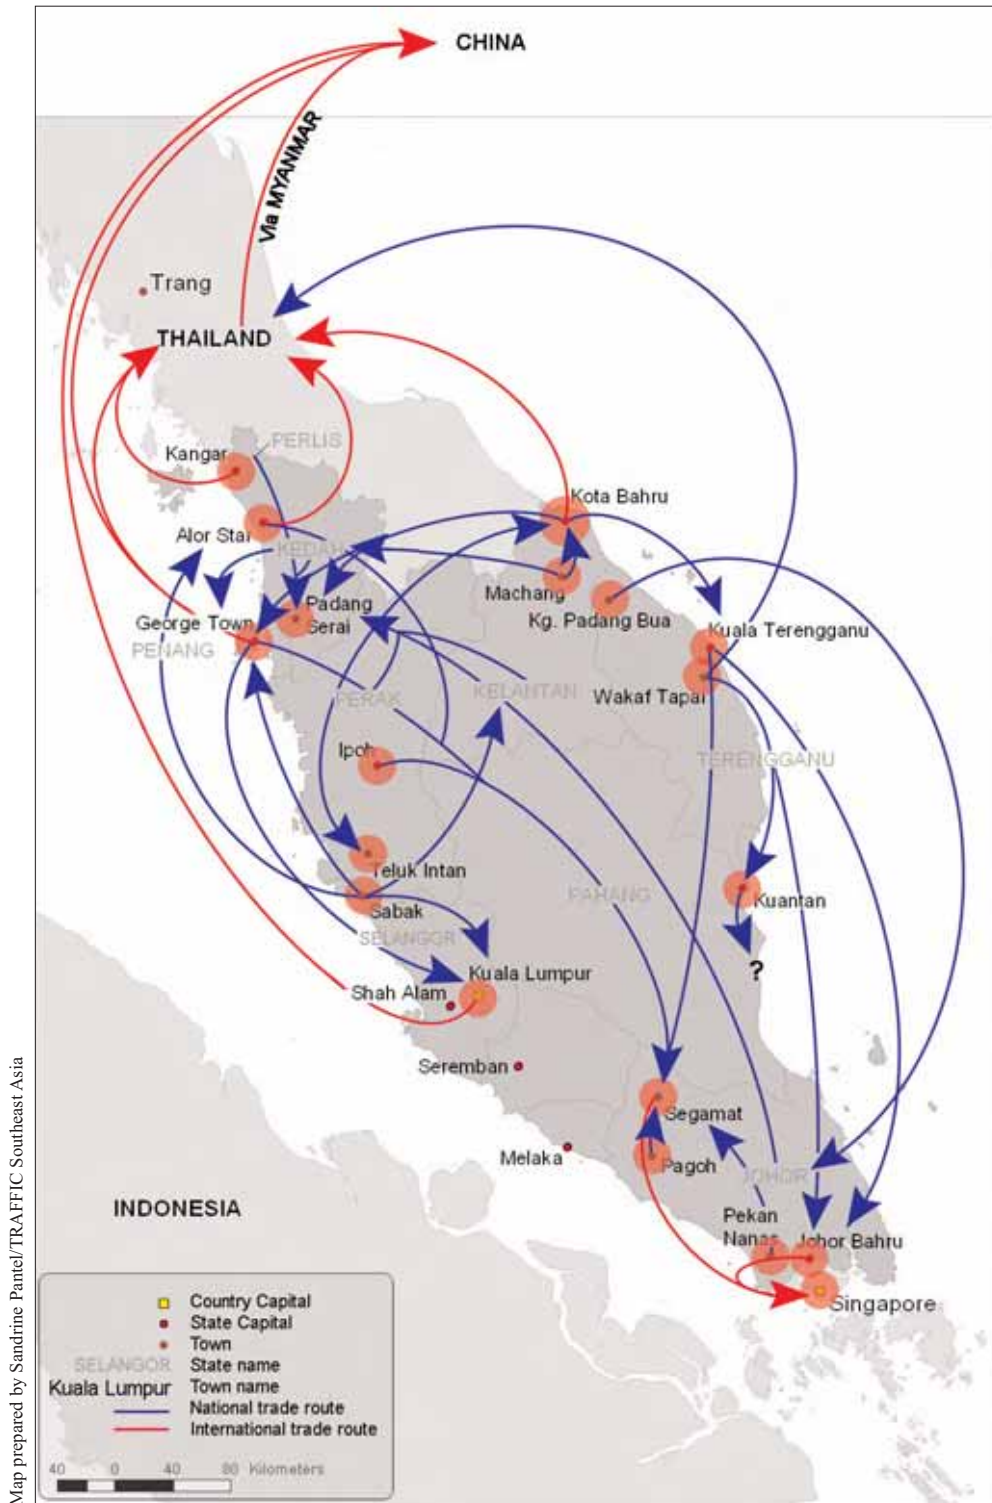 CHINA
Via MYANMAR
Trang
THAILAND
PERLIS
Kangar
Kota Bahru
Alor Star
KEDAH
Machang
Padang
Serai
George Town
Kg. Padang Bua
Kuala Terengganu
PENANG
KELANTAN
Wakaf Tapai
PERAK
Ipoh
TERENGGANU
Teluk Intan
PAHANG
Kuantan
Sabak
SELANGOR
?
Kuala Lumpur
Shah Alam
Seremban
Segamat
Melaka
Pagoh
JOHOR
INDONESIA
Pekan
Nanas
Johor Bahru
Singapore
Country Capital
State Capital
Town
SELANGOR State name
Kuala Lumpur Town name
National trade route
International trade route
40 0 40 80 Kilometers
Map prepared by Sandrine Pantel/TRAFFIC Southeast Asia